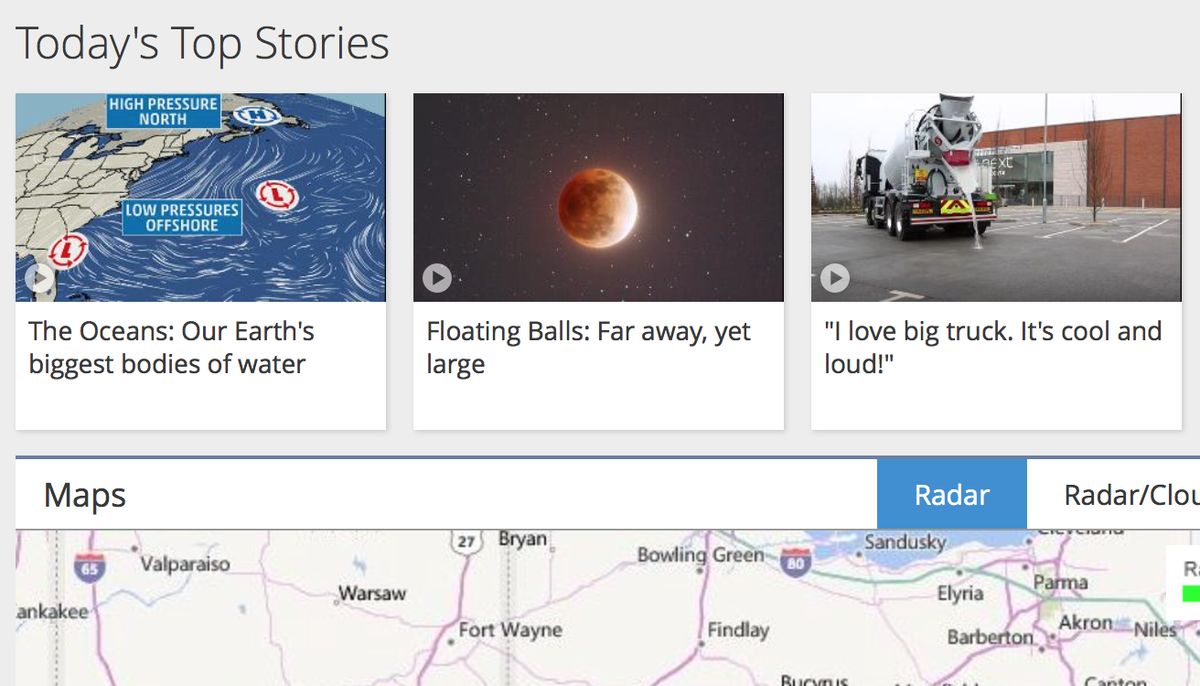 Today's Top Stories
HIGH PRESSURE
NORTH
H
L
LOW PRESSURES
OFFSHORE
L
The Oceans: Our Earth's
biggest bodies of water
Floating Balls: Far away, yet
large
"I love big truck. It's cool and
loud!"
Maps
Radar
Radar/Clou
27
Bryan
Sandusky
Cleveland
65
Valparaiso
Bowling Green
80
Warsaw
Elyria
Parma
ankakee
Fort Wayne
Findlay
Barberton
Akron
Niles
Bucyrus
Canton